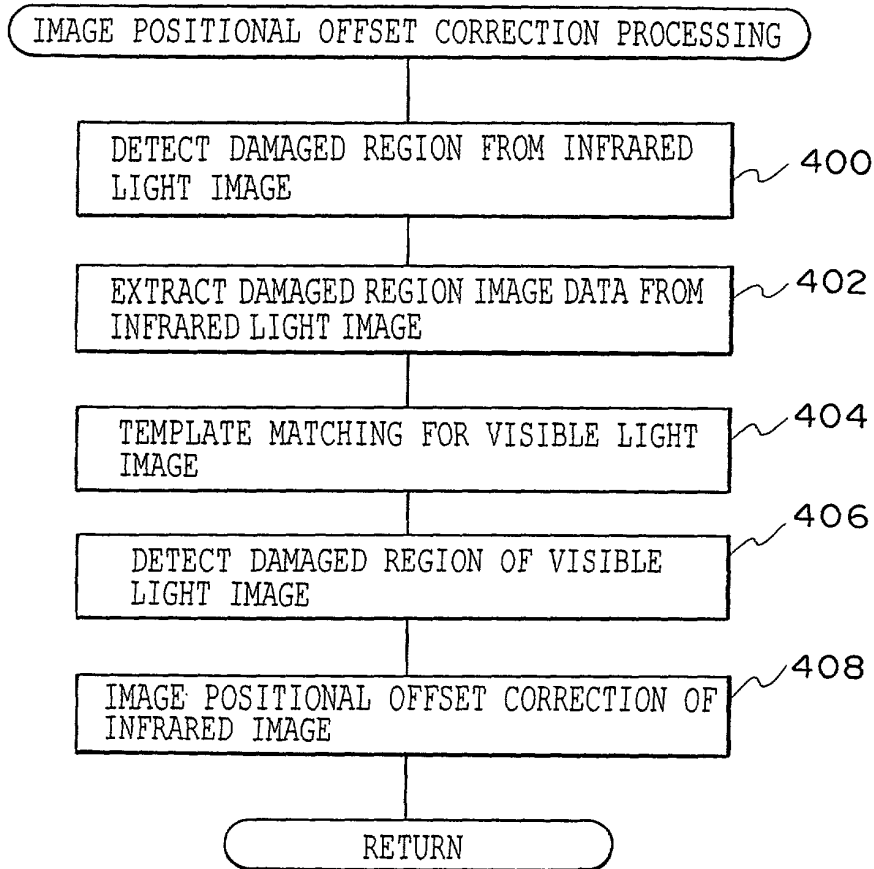 IMAGE POSITIONAL OFFSET CORRECTION PROCESSING
DETECT DAMAGED REGION FROM INFRARED
LIGHT IMAGE
400
EXTRACT DAMAGED REGION IMAGE DATA FROM
INFRARED LIGHT IMAGE
402
TEMPLATE MATCHING FOR VISIBLE LIGHT
IMAGE
404
DETECT DAMAGED REGION OF VISIBLE
LIGHT IMAGE
406
IMAGE POSITIONAL OFFSET CORRECTION OF
INFRARED IMAGE
408
RETURN